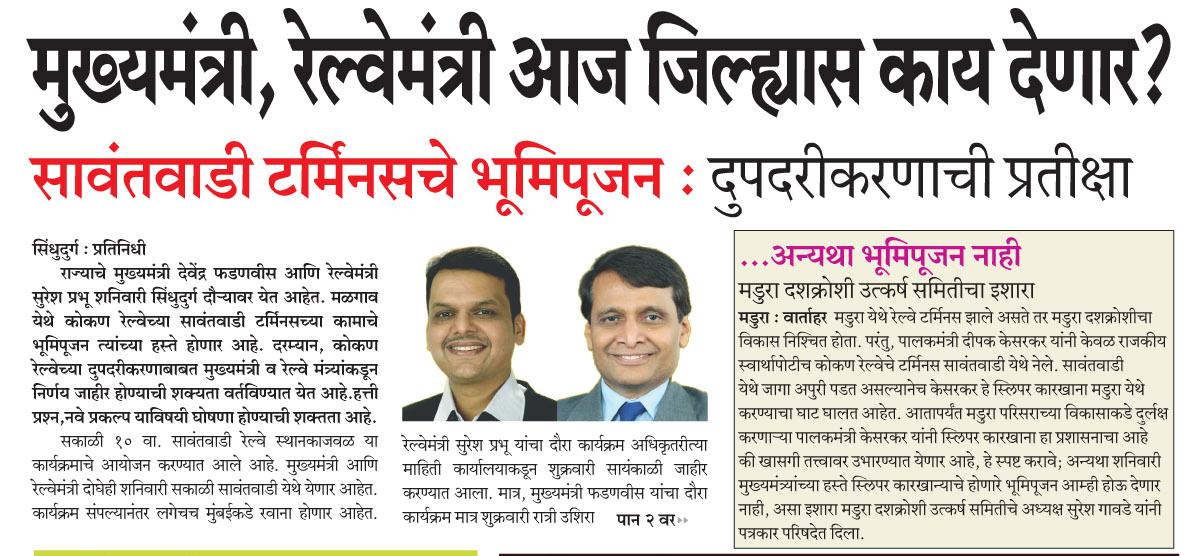 मुख्यमंत्री, रेल्वेमंत्री आज जिल्ह्यास काय देणार?
सावंतवाडी टर्मिनसचे भूमिपूजन : दुपदरीकरणाची प्रतीक्षा
सिंधुदुर्ग : प्रतिनिधी
राज्याचे मुख्यमंत्री देवेंद्र फडणवीस आणि रेल्वेमंत्री
सुरेश प्रभू शनिवारी सिंधुदुर्ग दौऱ्यावर येत आहेत. मळगाव
येथे कोकण रेल्वेच्या सावंतवाडी टर्मिनसच्या कामाचे
भूमिपूजन त्यांच्या हस्ते होणार आहे. दरम्यान, कोकण
रेल्वेच्या दुपदरीकरणाबाबत मुख्यमंत्री व रेल्वे मंत्र्यांकडून
निर्णय जाहीर होण्याची शक्यता वर्तविण्यात येत आहे.हत्ती
प्रश्न,नवे प्रकल्प याविषयी घोषणा होण्याची शक्तता आहे.
सकाळी १० वा. सावंतवाडी रेल्वे स्थानकाजवळ या
कार्यक्रमाचे आयोजन करण्यात आले आहे. मुख्यमंत्री आणि
रेल्वेमंत्री दोघेही शनिवारी सकाळी सावंतवाडी येथे येणार आहेत.
कार्यक्रम संपल्यानंतर लगेचच मुंबईकडे रवाना होणार आहेत.
रेल्वेमंत्री सुरेश प्रभू यांचा दौरा कार्यक्रम अधिकृतरीत्या
माहिती कार्यालयाकडून शुक्रवारी सायंकाळी जाहीर
करण्यात आला. मात्र, मुख्यमंत्री फडणवीस यांचा दौरा
कार्यक्रम मात्र शुक्रवारी रात्री उशिरा पान २ वर»
...अन्यथा भूमिपूजन नाही
मडुरा दशक्रोशी उत्कर्ष समितीचा इशारा
मडुरा : वार्ताहर मडुरा येथे रेल्वे टर्मिनस झाले असते तर मडुरा दशक्रोशीचा
विकास निश्चित होता. परंतु, पालकमंत्री दीपक केसरकर यांनी केवळ राजकीय
स्वार्थापोटीच कोकण रेल्वेचे टर्मिनस सावंतवाडी येथे नेले. सावंतवाडी
येथे जागा अपुरी पडत असल्यानेच केसरकर हे स्लिपर कारखाना मडुरा येथे
करण्याचा घाट घालत आहेत. आतापर्यंत मडुरा परिसराच्या विकासाकडे दुर्लक्ष
करणाऱ्या पालकमंत्री केसरकर यांनी स्लिपर कारखाना हा प्रशासनाचा आहे
की खासगी तत्त्वावर उभारण्यात येणार आहे, हे स्पष्ट करावे; अन्यथा शनिवारी
मुख्यमंत्र्यांच्या हस्ते स्लिपर कारखान्याचे होणारे भूमिपूजन आम्ही होऊ देणार
नाही, असा इशारा मडुरा दशक्रोशी उत्कर्ष समितीचे अध्यक्ष सुरेश गावडे यांनी
पत्रकार परिषदेत दिला.